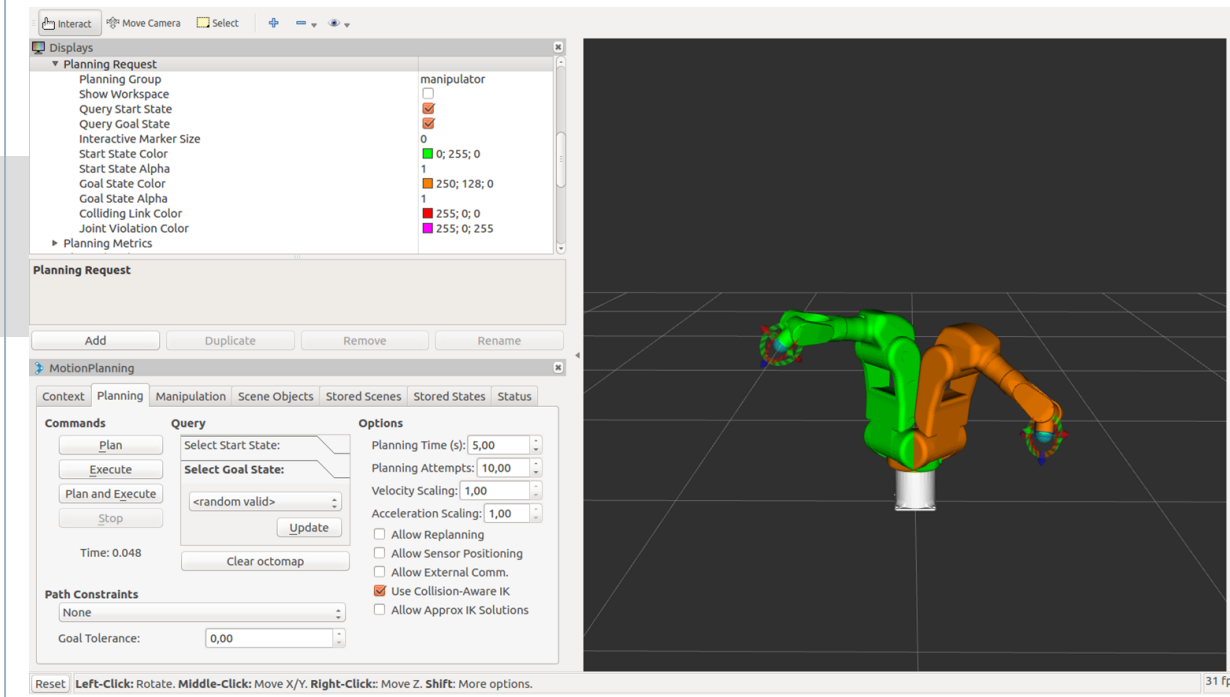 Interact Move Camera Select
Displays
Planning Request
Planning Group manipulator
Show Workspace
Query Start State
Query Goal State
Interactive Marker Size 0
Start State Color 0; 255; 0
Start State Alpha 1
Goal State Color 250; 128; 0
Goal State Alpha 1
Colliding Link Color 255; 0; 0
Joint Violation Color 255; 0; 255
Planning Metrics
Planning Request
Add Duplicate Remove Rename
MotionPlanning
Context Planning Manipulation Scene Objects Stored Scenes Stored States Status
Commands Query Options
Plan Select Start State: Planning Time (s): 5,00
Execute Select Goal State: Planning Attempts: 10,00
Plan and Execute <random valid> Velocity Scaling: 1,00
Stop Update Acceleration Scaling: 1,00
Allow Replanning
Time: 0.048 Clear octomap Allow Sensor Positioning
Allow External Comm.
Path Constraints Use Collision-Aware IK
None Allow Approx IK Solutions
Goal Tolerance: 0,00
Reset Left-Click: Rotate. Middle-Click: Move X/Y. Right-Click:: Move Z. Shift: More options. 31